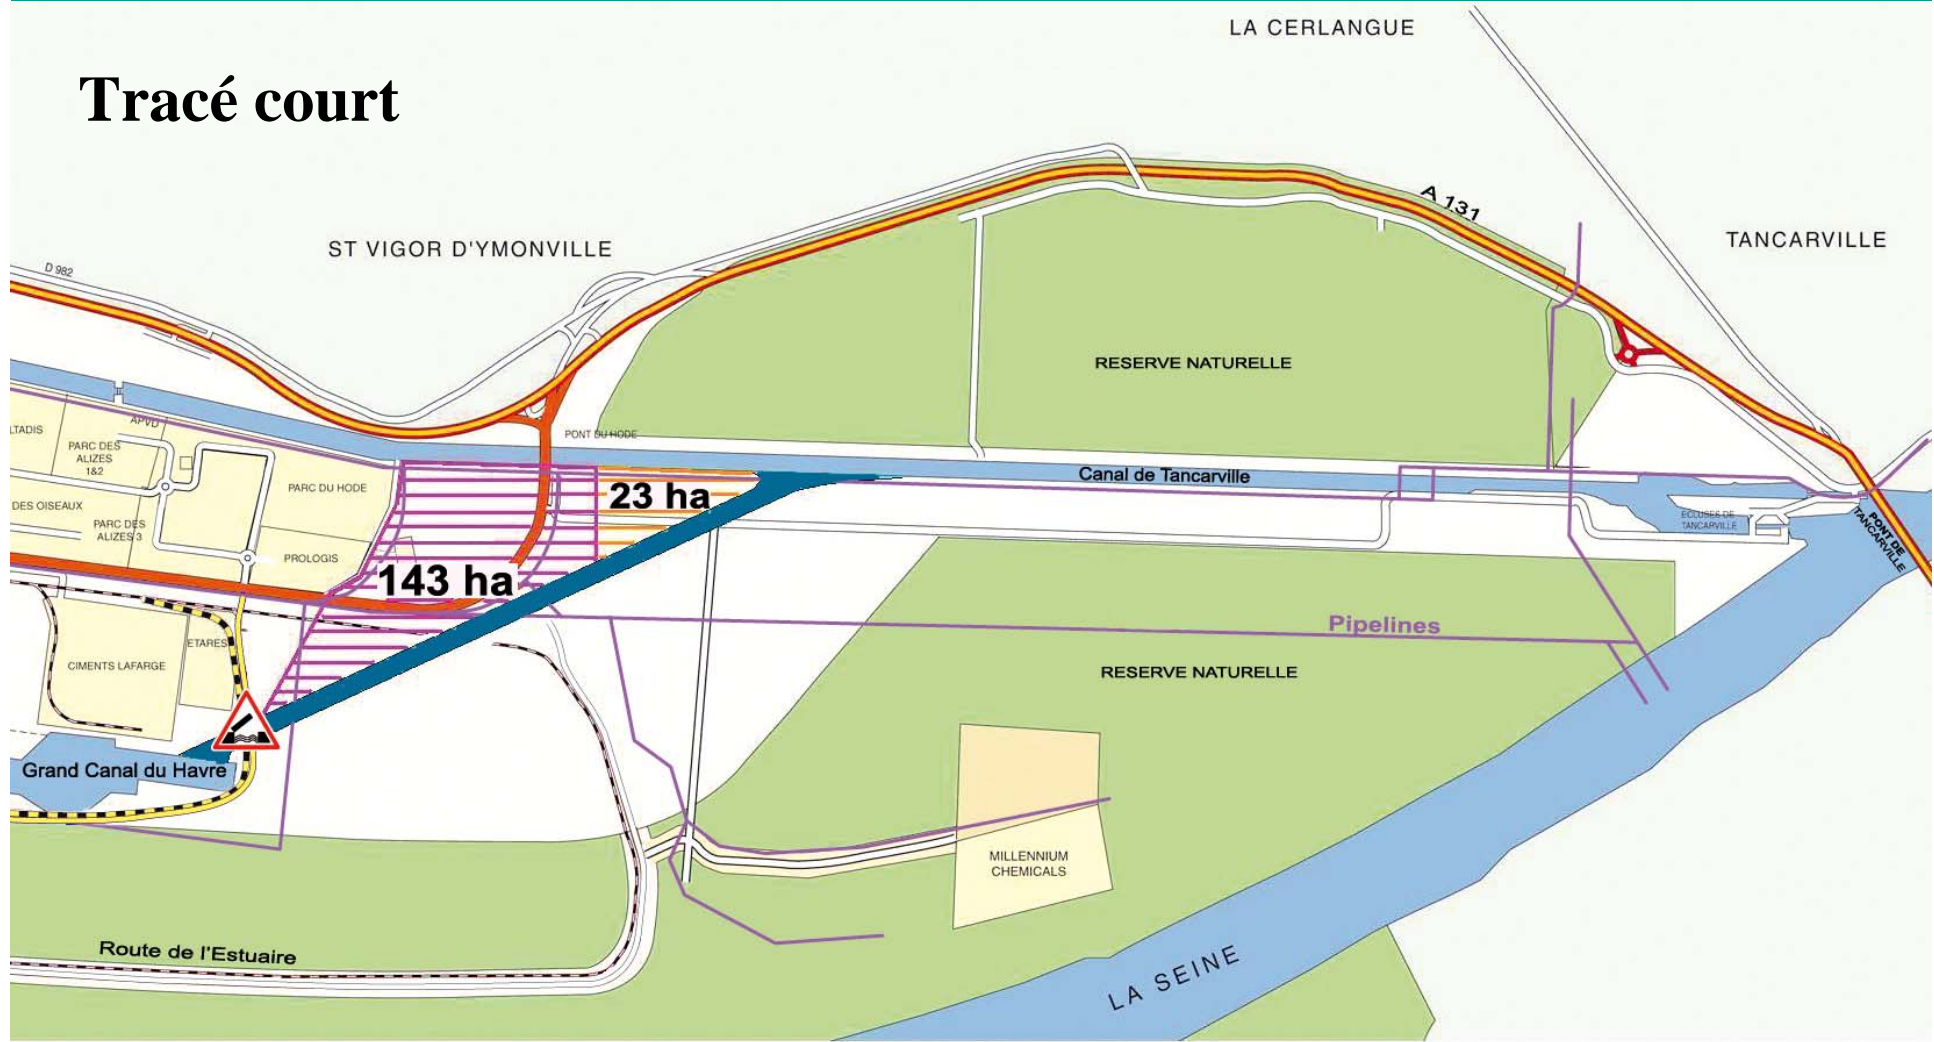 LA CERLANGUE
Tracé court
A 131
ST VIGOR D'YMONVILLE
TANCARVILLE
D 982
RESERVE NATURELLE
APVD
LTADIS
PONT DU HODE
PARC DES
ALIZES
1&2
Canal de Tancarville
PARC DU HODE
23 ha
DES OISEAUX
PARC DES
ALIZES 3
ECLUSES DE
TANCARVILLE
PONT DE
TANCARVILLE
PROLOGIS
143 ha
Pipelines
ETARES
CIMENTS LAFARGE
RESERVE NATURELLE
Grand Canal du Havre
MILLENNIUM
CHEMICALS
Route de l'Estuaire
LA SEINE